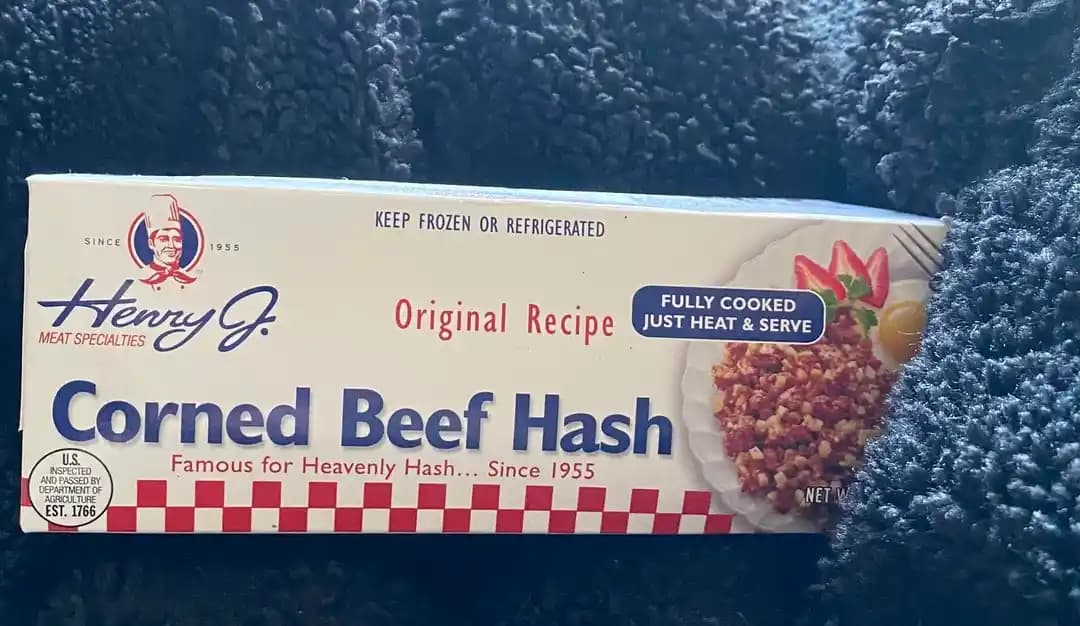 KEEP FROZEN OR REFRIGERATED
SINCE 1955
Henry J.
MEAT SPECIALTIES
Original Recipe
FULLY COOKED
JUST HEAT & SERVE
Corned Beef Hash
Famous for Heavenly Hash... Since 1955
U.S.
INSPECTED
AND PASSED BY
DEPARTMENT OF
AGRICULTURE
EST. 1766
NET